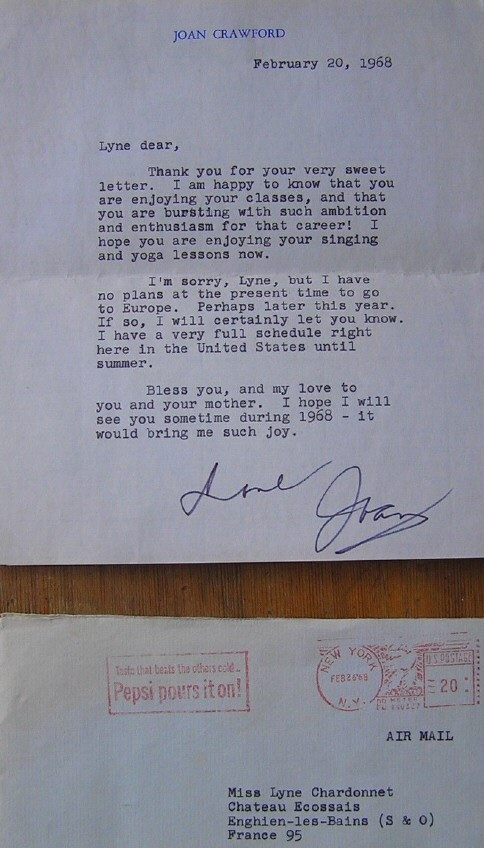 JOAN CRAWFORD
February 20, 1968
Lyne dear,
Thank you for your very sweet
letter. I am happy to know that you
are enjoying your classes, and that
you are bursting with such ambition
and enthusiasm for that career! I
hope you are enjoying your singing
and yoga lessons now.
I'm sorry, Lyne, but I have
no plans at the present time to go
to Europe. Perhaps later this year.
If so, I will certainly let you know.
I have a very full schedule right
here in the United States until
summer.
Bless you, and my love to
you and your mother. I hope I will
see you sometime during 1968 - it
would bring me such joy.
Love Joan
Taste that beats the others cold..
Pepsi pours it on!
NEW YORK
N.Y.
U.S. POSTAGE
20
AIR MAIL
Miss Lyne Chardonnet
Chateau Ecossais
Enghien-les-Bains (S & O)
France 95